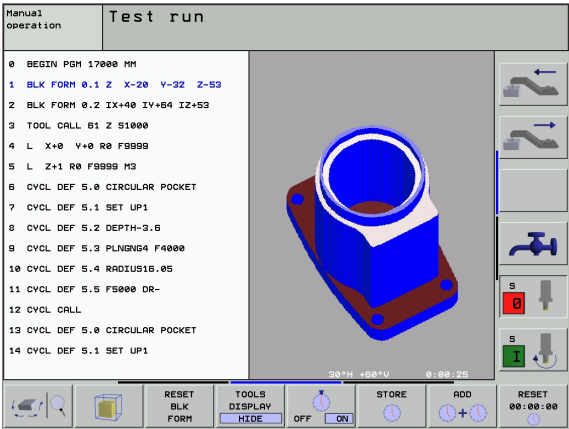 Manual
operation
Test run
0 BEGIN PGM 17000 MM
1 BLK FORM 0.1 Z X-20 Y-32 Z-53
2 BLK FORM 0.2 IX+40 IY+64 IZ+53
3 TOOL CALL 61 Z S1000
4 L X+0 Y+0 R0 F9999
5 L Z+1 R0 F9999 M3
6 CYCL DEF 5.0 CIRCULAR POCKET
7 CYCL DEF 5.1 SET UP1
8 CYCL DEF 5.2 DEPTH-3.6
9 CYCL DEF 5.3 PLNGNG4 F4000
10 CYCL DEF 5.4 RADIUS16.05
11 CYCL DEF 5.5 F5000 DR-
12 CYCL CALL
13 CYCL DEF 5.0 CIRCULAR POCKET
14 CYCL DEF 5.1 SET UP1
30°H +60°V 0:00:25
S
0
S
I
RESET
BLK
FORM
TOOLS
DISPLAY
HIDE
OFF ON
STORE
ADD
+
RESET
00:00:00